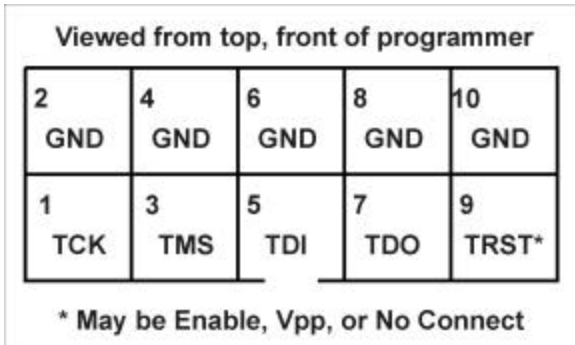 Viewed from top, front of programmer
2 4 6 8 10
GND GND GND GND GND
1 3 5 7 9
TCK TMS TDI TDO TRST*
* May be Enable, Vpp, or No Connect